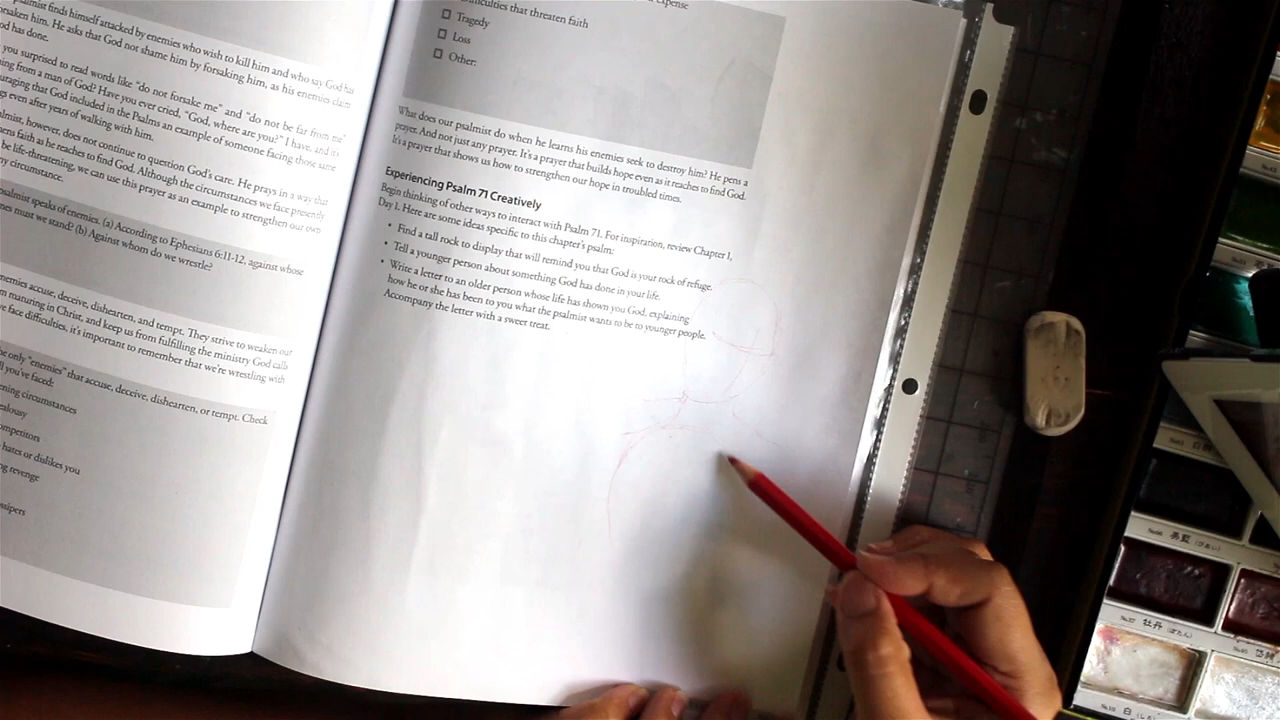 psalmist finds himself attacked by enemies who wish to kill him and who say God has
forsaken him. He asks that God not shame him by forsaking him, as his enemies claim
God has done.
you surprised to read words like “do not forsake me” and “do not be far from me”
from a man of God? Have you ever cried, “God, where are you?” I have, and it’s
that God included in the Psalms an example of someone facing those same
even after years of walking with him.
however, does not continue to question God’s care. He prays in a way that
faith as he reaches to find God. Although the circumstances we face presently
be life-threatening, we can use this prayer as an example to strengthen our own
circumstance.
psalmist speaks of enemies. (a) According to Ephesians 6:11-12, against whose
must we stand? (b) Against whom do we wrestle?
enemies accuse, deceive, dishearten, and tempt. They strive to weaken our
maturing in Christ, and keep us from fulfilling the ministry God calls
face difficulties, it’s important to remember that we’re wrestling with
only “enemies” that accuse, deceive, dishearten, or tempt. Check
you’ve faced:
circumstances
hates or dislikes you
revenge
that threaten faith
Tragedy
Loss
Other:
What does our psalmist do when he learns his enemies seek to destroy him? He pens a
prayer. And not just any prayer. It’s a prayer that builds hope even as it reaches to find God.
It’s a prayer that shows us how to strengthen our hope in troubled times.
Experiencing Psalm 71 Creatively
Begin thinking of other ways to interact with Psalm 71. For inspiration, review Chapter 1,
Day 1. Here are some ideas specific to this chapter’s psalm:
• Find a tall rock to display that will remind you that God is your rock of refuge.
• Tell a younger person about something God has done in your life.
• Write a letter to an older person whose life has shown you God, explaining
how he or she has been to you what the psalmist wants to be to younger people.
Accompany the letter with a sweet treat.
牡丹 (ぼたん)